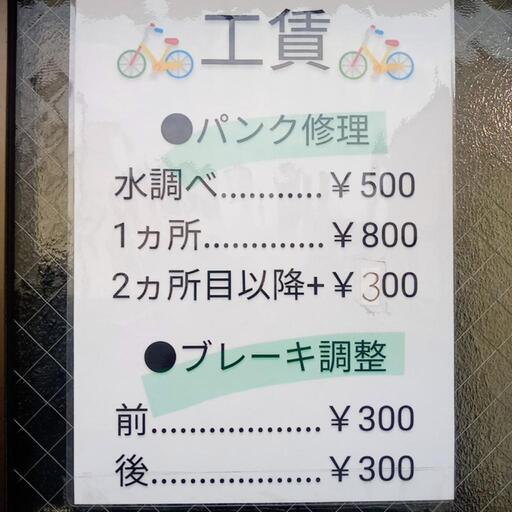 工賃
●パンク修理
水調べ...........￥500
1ヵ所.............￥800
2ヵ所目以降+￥300
●ブレーキ調整
前..................￥300
後..................￥300